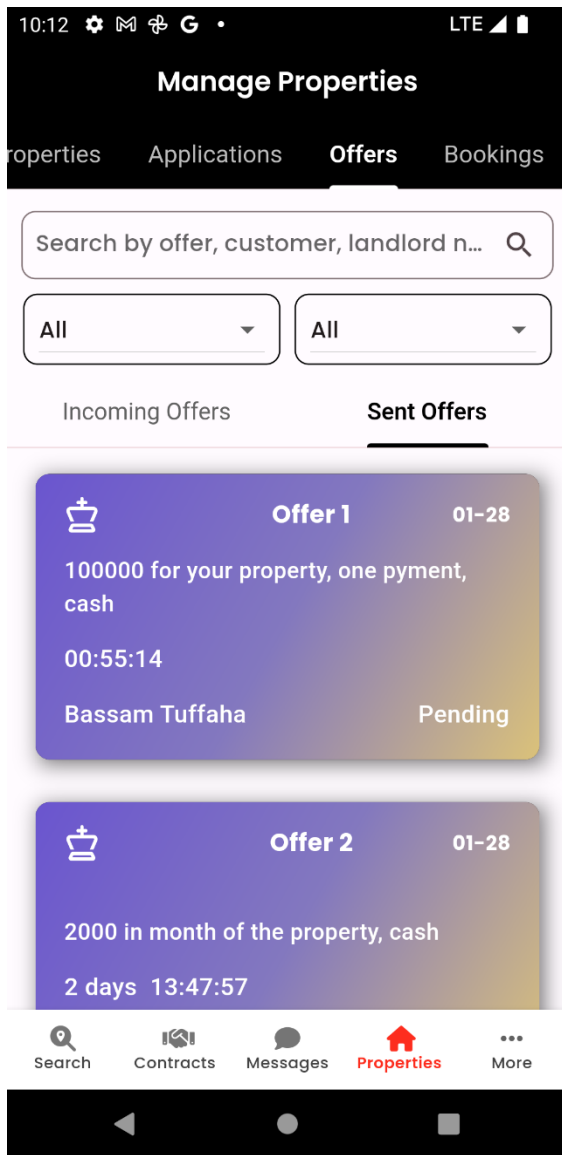 10:12 G LTE
Manage Properties
roperties Applications Offers Bookings
Search by offer, customer, landlord n...
All All
Incoming Offers Sent Offers
Offer 1 01-28
100000 for your property, one pyment,
cash
00:55:14
Bassam Tuffaha Pending
Offer 2 01-28
2000 in month of the property, cash
2 days 13:47:57
Search Contracts Messages Properties More